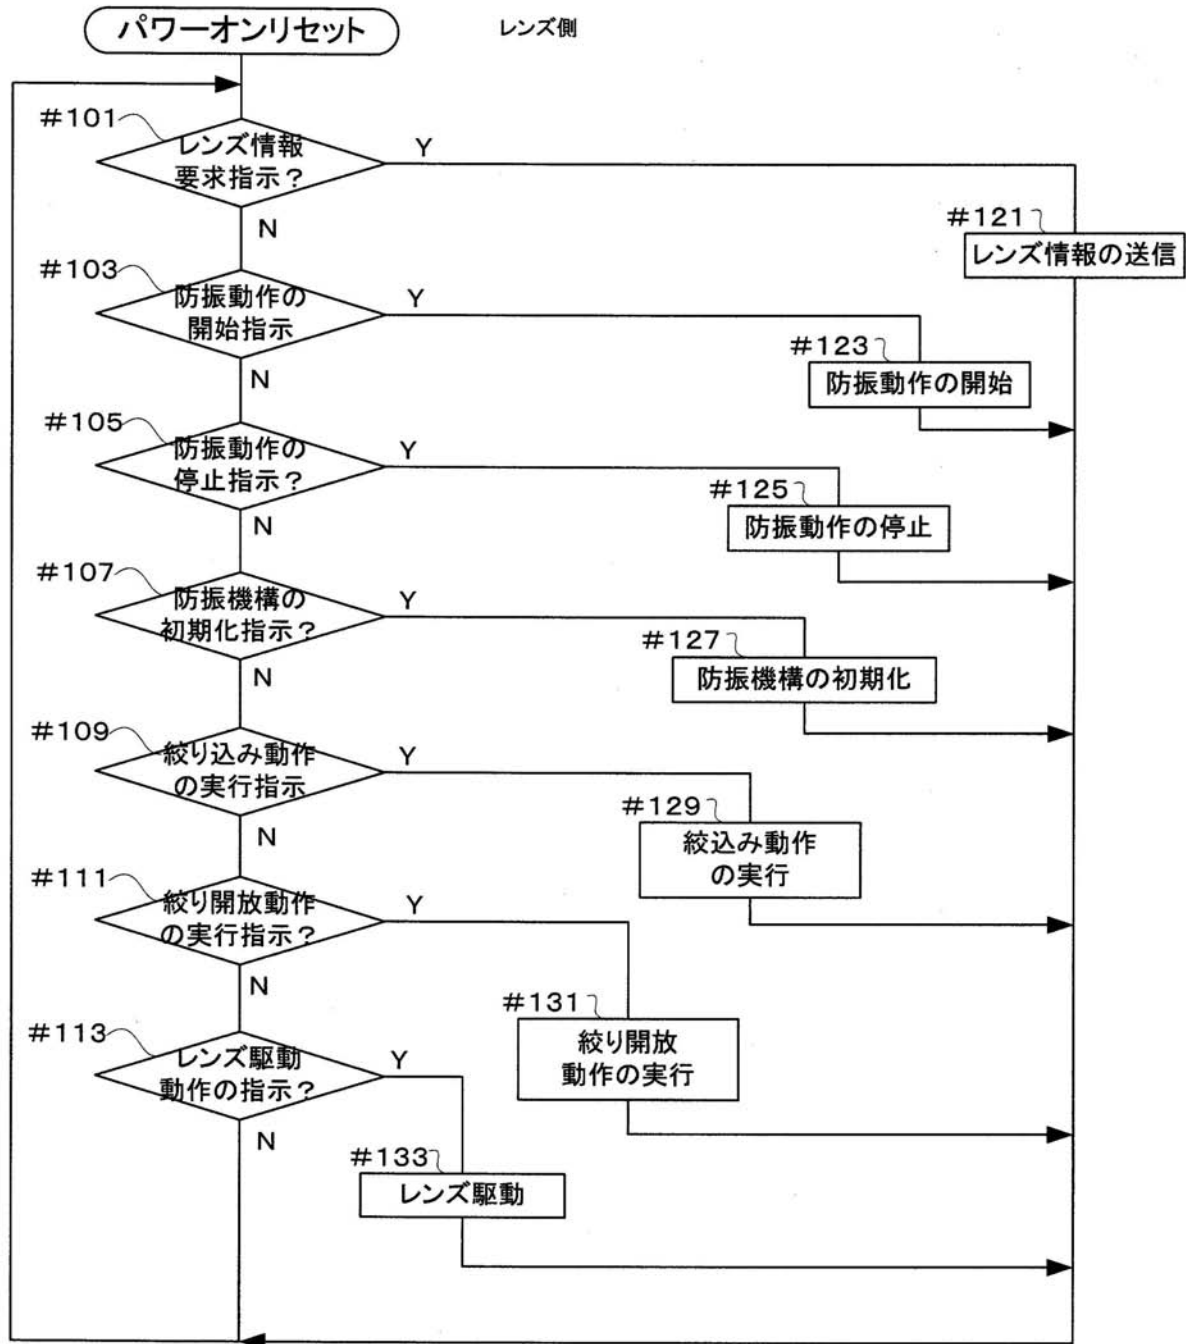 パワーオンリセット
レンズ側
#101
レンズ情報
要求指示?
Y
N
#121
レンズ情報の送信
#103
防振動作の
開始指示
Y
N
#123
防振動作の開始
#105
防振動作の
停止指示?
Y
N
#125
防振動作の停止
#107
防振機構の
初期化指示?
Y
N
#127
防振機構の初期化
#109
絞り込み動作
の実行指示
Y
N
#129
絞込み動作
の実行
#111
絞り開放動作
の実行指示?
Y
N
#131
絞り開放
動作の実行
#113
レンズ駆動
動作の指示?
Y
N
#133
レンズ駆動